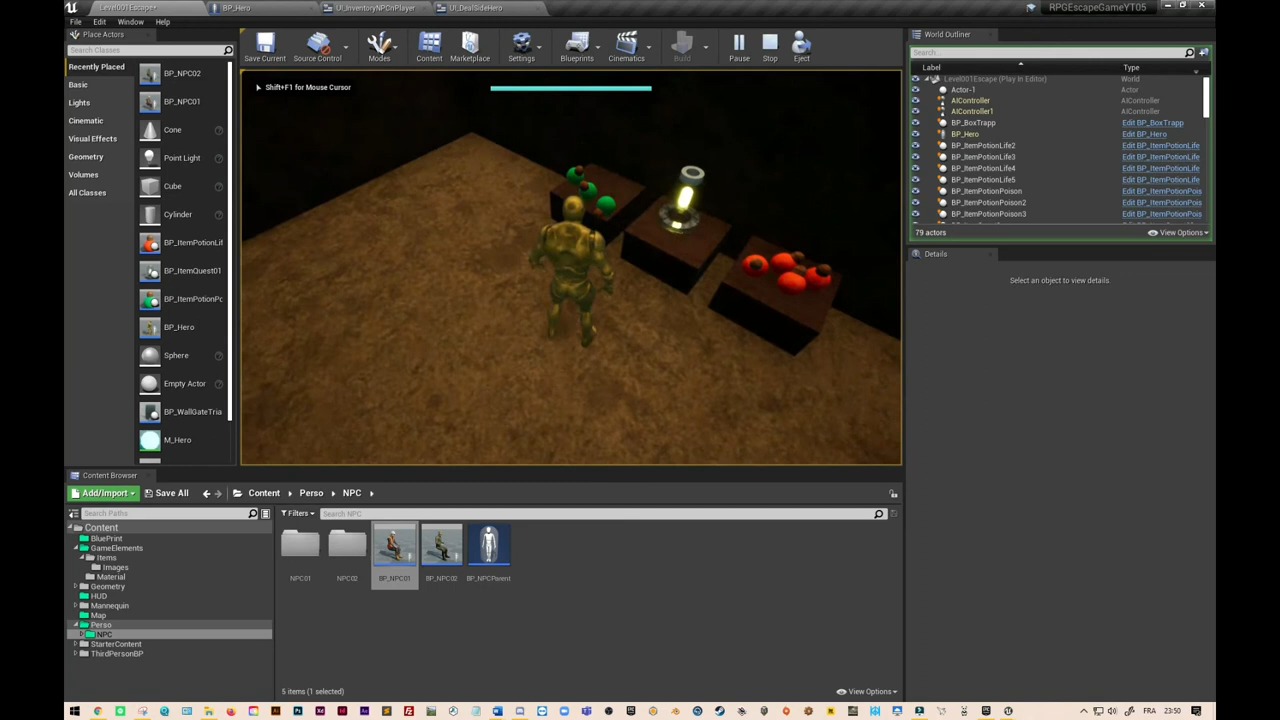 Level001Escape*
BP_Hero
UI_InventoryNPCnPlayer
UI_DealSideHero
RPGEscapeGameYT05
File
Edit
Window
Help
Place Actors
Search Classes
Recently Placed
Basic
Lights
Cinematic
Visual Effects
Geometry
Volumes
All Classes
BP_NPC02
BP_NPC01
Cone
Point Light
Cube
Cylinder
BP_ItemPotionLif
BP_ItemQuest01
BP_ItemPotionPo
BP_Hero
Sphere
Empty Actor
BP_WallGateTria
M_Hero
Save Current
Source Control
Modes
Content
Marketplace
Settings
Blueprints
Cinematics
Build
Pause
Stop
Eject
Shift+F1 for Mouse Cursor
World Outliner
Search...
Label Type
Level001Escape (Play In Editor) World
Actor-1 Actor
AIController AIController
AIController1 AIController
BP_BoxTrapp Edit BP_BoxTrapp
BP_Hero Edit BP_Hero
BP_ItemPotionLife2 Edit BP_ItemPotionLife
BP_ItemPotionLife3 Edit BP_ItemPotionLife
BP_ItemPotionLife4 Edit BP_ItemPotionLife
BP_ItemPotionLife5 Edit BP_ItemPotionLife
BP_ItemPotionPoison Edit BP_ItemPotionPois
BP_ItemPotionPoison2 Edit BP_ItemPotionPois
BP_ItemPotionPoison3 Edit BP_ItemPotionPois
79 actors
View Options
Details
Select an object to view details.
Content Browser
Add/Import
Save All
Content
Perso
NPC
Search Paths
Filters
Search NPC
Content
BluePrint
GameElements
Items
Images
Material
Geometry
HUD
Mannequin
Map
Perso
NPC
StarterContent
ThirdPersonBP
NPC01
NPC02
BP_NPC01
BP_NPC02
BP_NPCParent
5 items (1 selected)
View Options
FRA
23:50